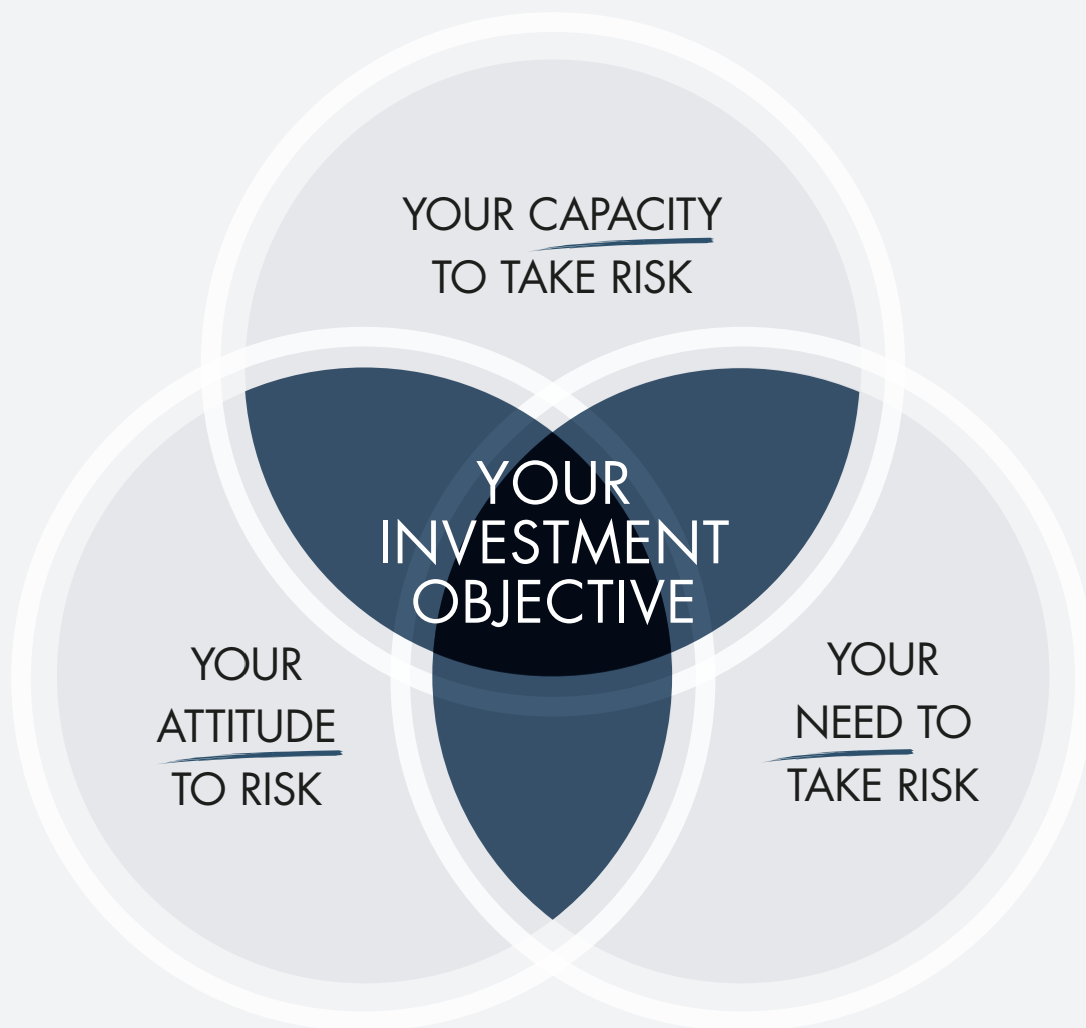 YOUR CAPACITY
TO TAKE RISK
YOUR
INVESTMENT
OBJECTIVE
YOUR
ATTITUDE
TO RISK
YOUR
NEED TO
TAKE RISK